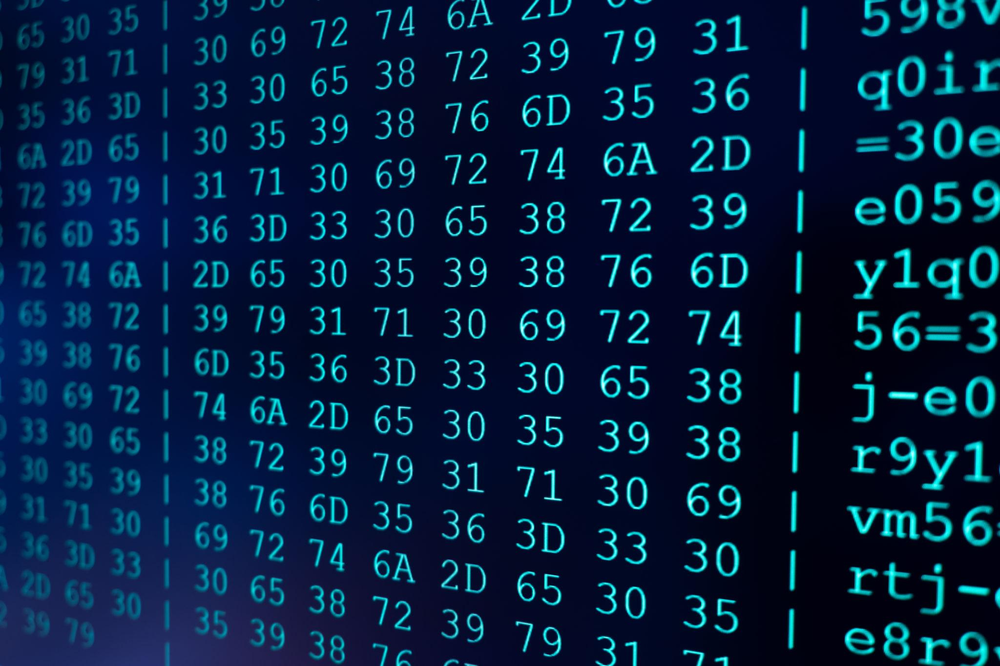 65 30 35 | 39
79 31 71 | 30 69 72 74 6A 2D
35 36 3D | 33 30 65 38 72 39 79 31 | 598v
6A 2D 65 | 30 35 39 38 76 6D 35 36 | q0ir
72 39 79 | 31 71 30 69 72 74 6A 2D | =30e
76 6D 35 | 36 3D 33 30 65 38 72 39 | e059
72 74 6A | 2D 65 30 35 39 38 76 6D | y1q0
65 38 72 | 39 79 31 71 30 69 72 74 | 56=3
39 38 76 | 6D 35 36 3D 33 30 65 38 | j-e0
30 69 72 | 74 6A 2D 65 30 35 39 38 | r9y1
33 30 65 | 38 72 39 79 31 71 30 69 | vm56
30 35 39 | 38 76 6D 35 36 3D 33 30 | rtj-
31 71 30 | 69 72 74 6A 2D 65 30 35 | e8r9
36 3D 33 | 30 65 38 72 39 79 31 71
2D 65 30 | 35 39 38 76
39 79 |